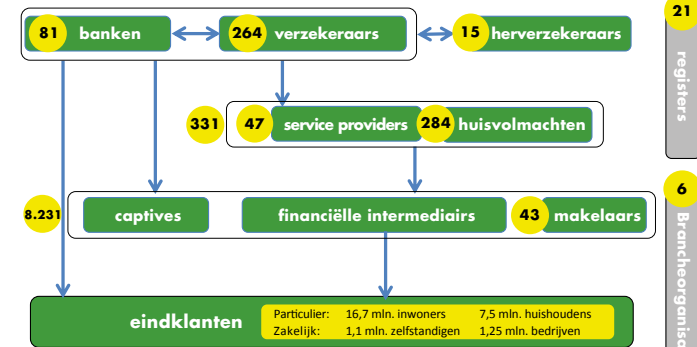 81 banken 264 verzekeraars 15 herverzekeraars
331 47 service providers 284 huisvolmachten
8.231 captives financiëlle intermediairs 43 makelaars
eindklanten
Particulier: 16,7 mln. inwoners 7,5 mln. huishoudens
Zakelijk: 1,1 mln. zelfstandigen 1,25 mln. bedrijven
21
registers
6